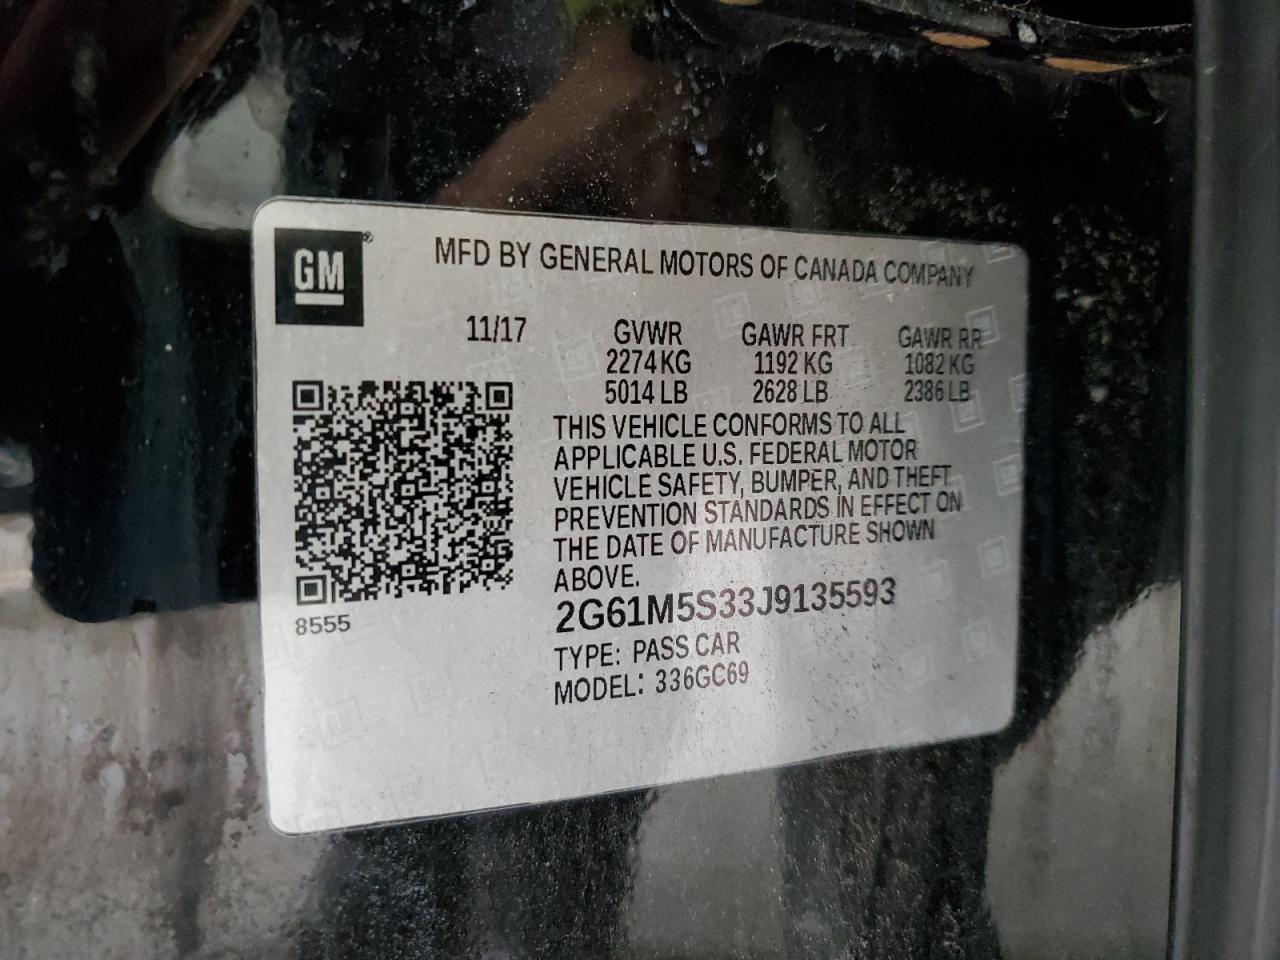 GM®
MFD BY GENERAL MOTORS OF CANADA COMPANY
11/17 GVWR GAWR FRT GAWR RR
2274 KG 1192 KG 1082 KG
5014 LB 2628 LB 2386 LB
THIS VEHICLE CONFORMS TO ALL
APPLICABLE U.S. FEDERAL MOTOR
VEHICLE SAFETY, BUMPER, AND THEFT
PREVENTION STANDARDS IN EFFECT ON
THE DATE OF MANUFACTURE SHOWN
ABOVE.
2G61M5S33J9135593
TYPE: PASS CAR
MODEL: 336GC69
8555